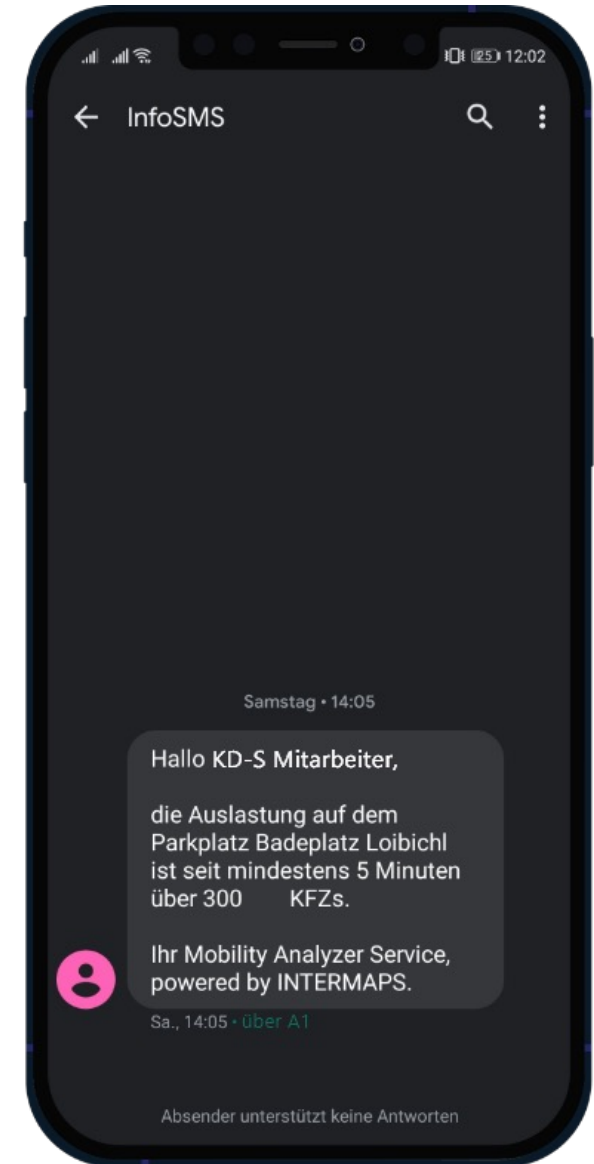 25 12:02
InfoSMS
Samstag • 14:05
Hallo KD-S Mitarbeiter,
die Auslastung auf dem
Parkplatz Badeplatz Loibichl
ist seit mindestens 5 Minuten
über 300 KFZs.
Ihr Mobility Analyzer Service,
powered by INTERMAPS.
Sa., 14:05 • über A1
Absender unterstützt keine Antworten